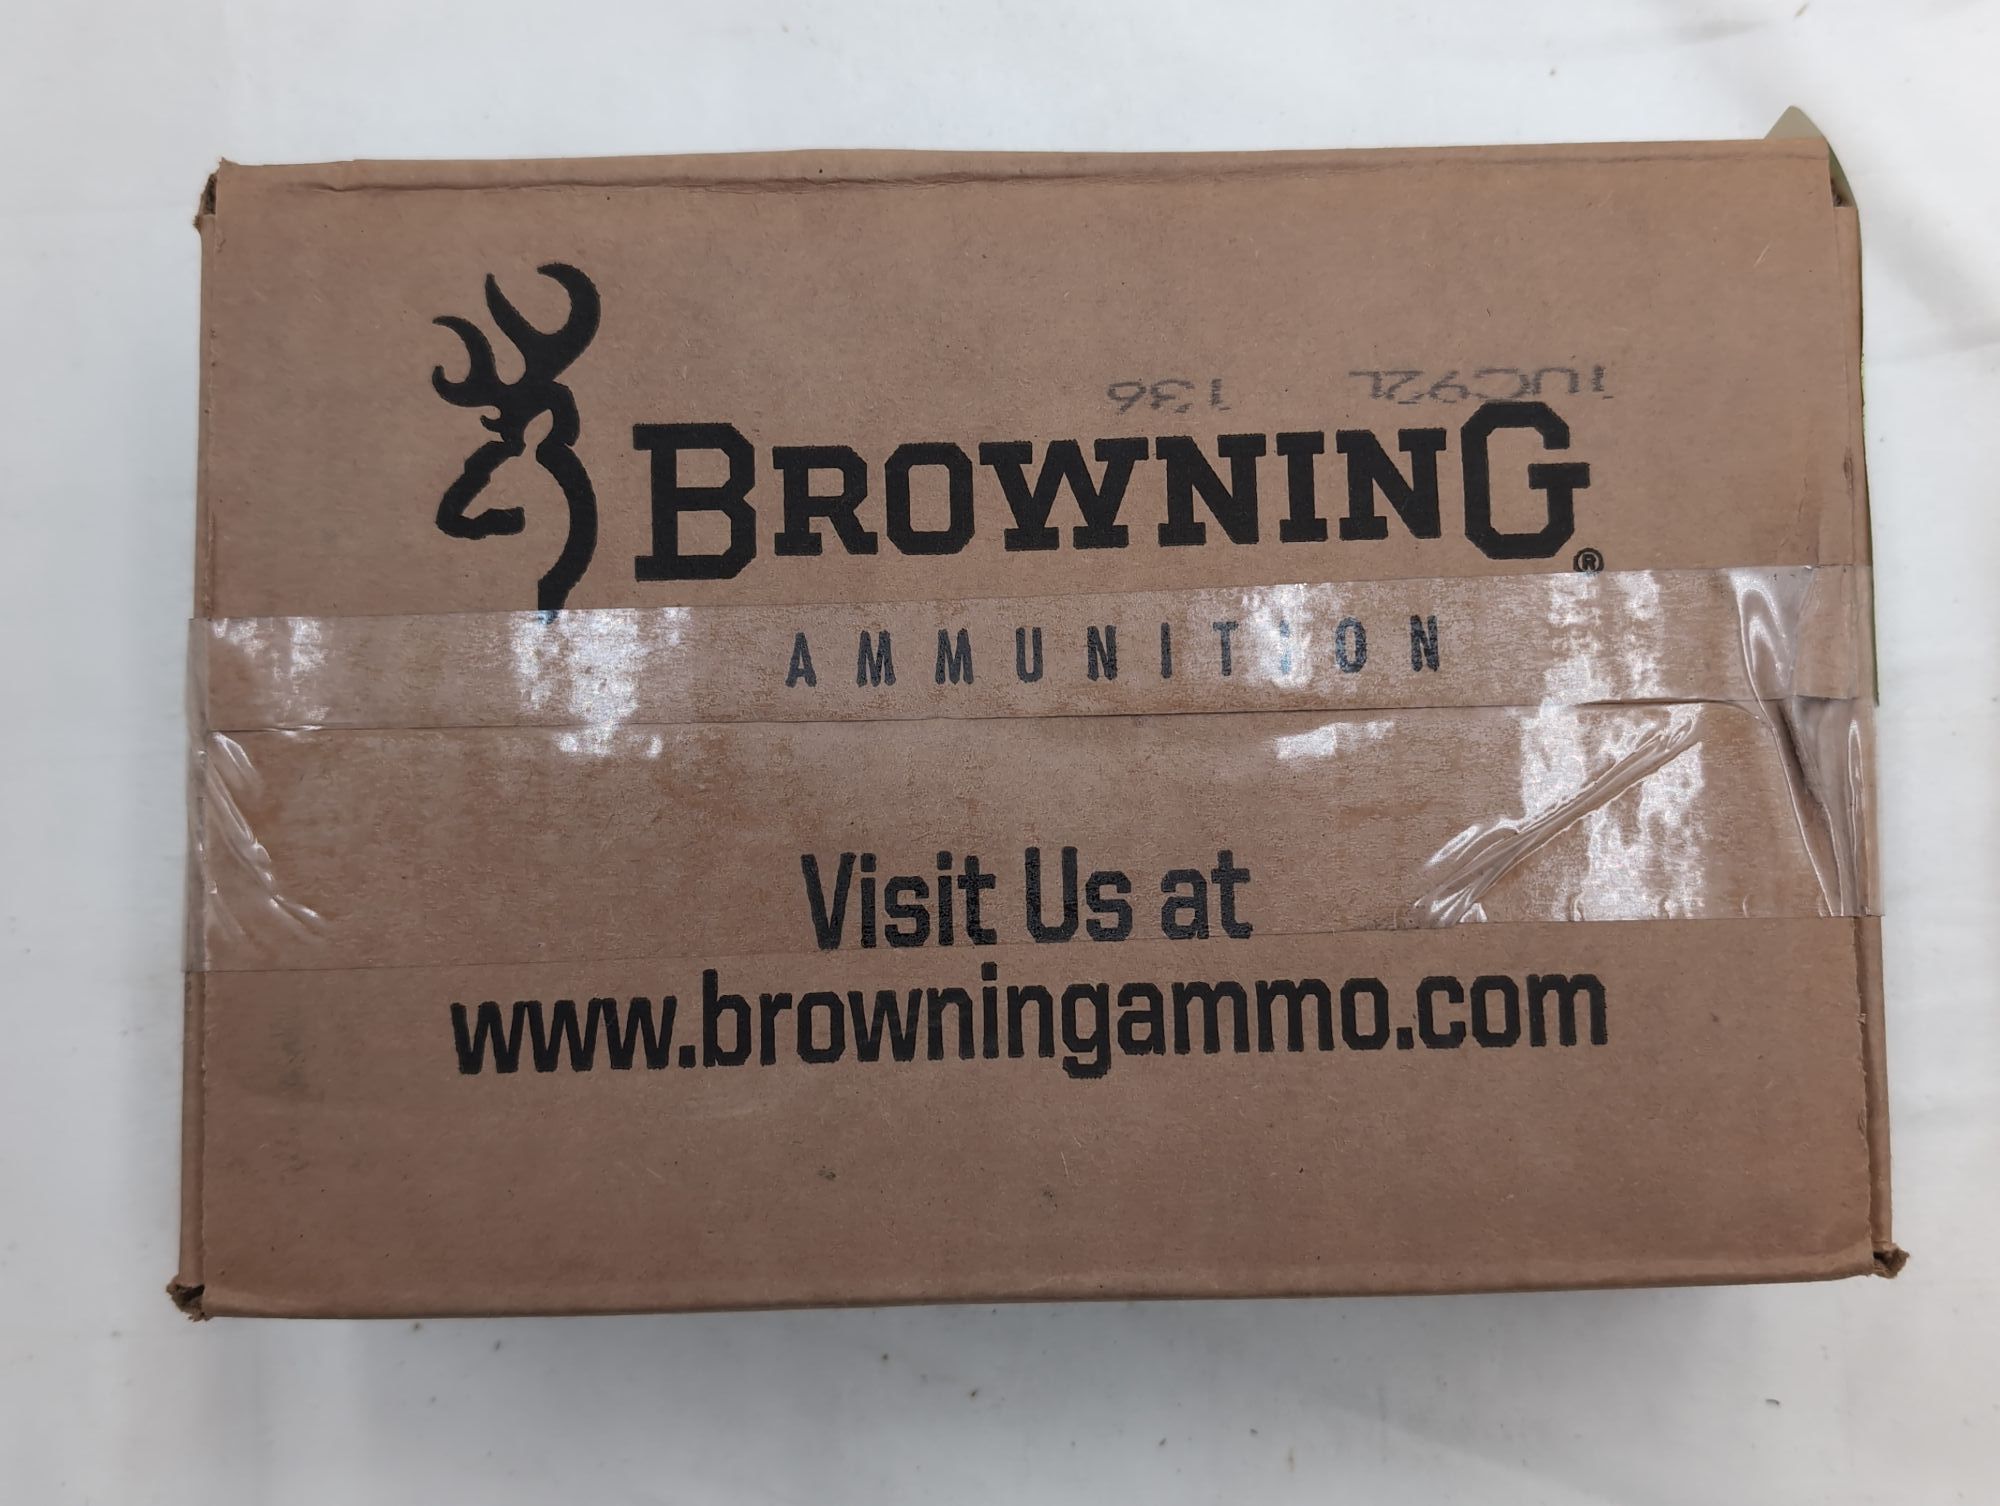 1UC92L 136
BROWNING®
AMMUNITION
Visit Us at
www.browningammo.com